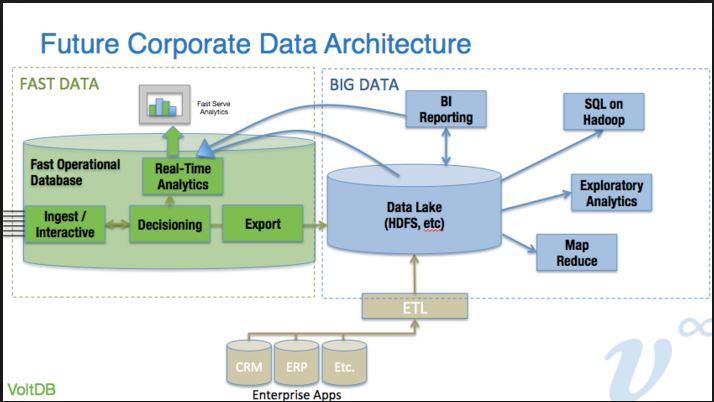 Future Corporate Data Architecture
FAST DATA
Fast Serve
Analytics
Fast Operational
Database
Real-Time
Analytics
Ingest /
Interactive
Decisioning
Export
BIG DATA
BI
Reporting
SQL on
Hadoop
Data Lake
(HDFS, etc)
Exploratory
Analytics
Map
Reduce
ETL
CRM
ERP
Etc.
Enterprise Apps
VoltDB
v∞